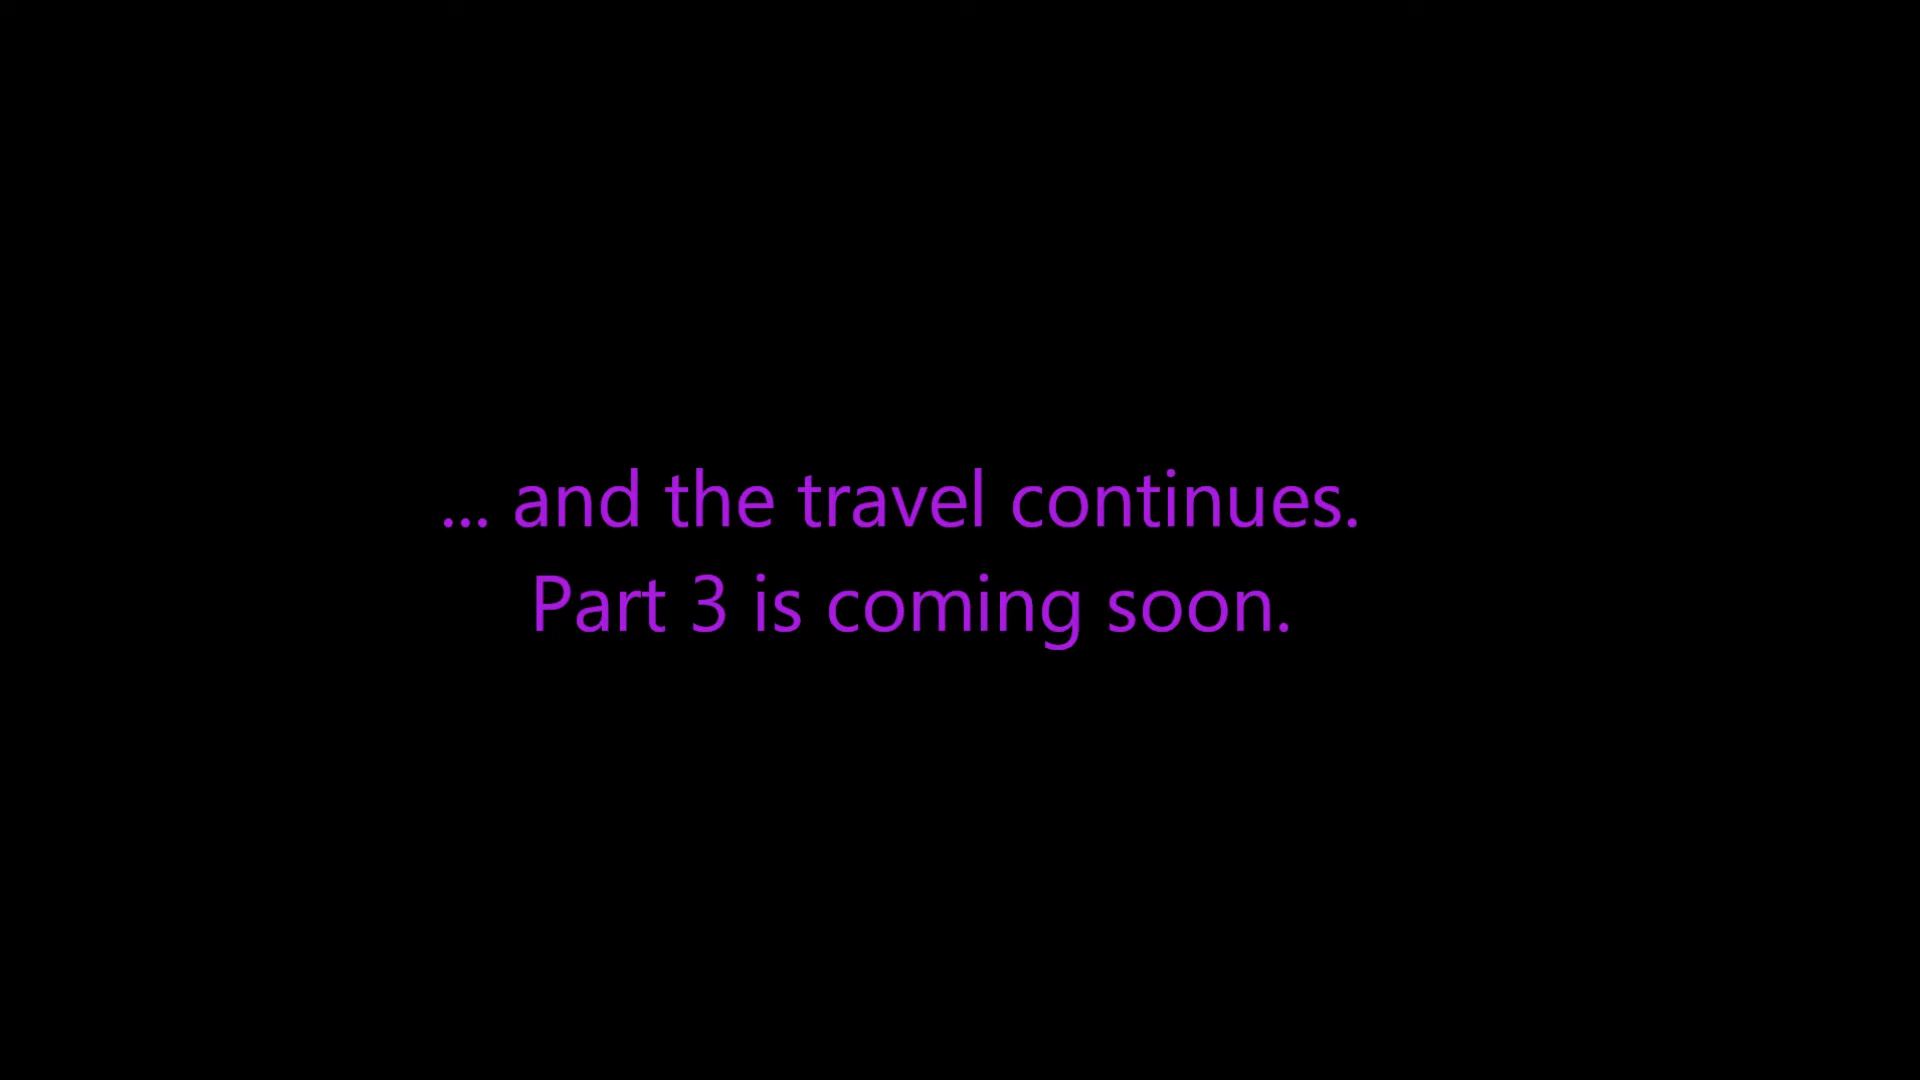 ... and the travel continues.
Part 3 is coming soon.